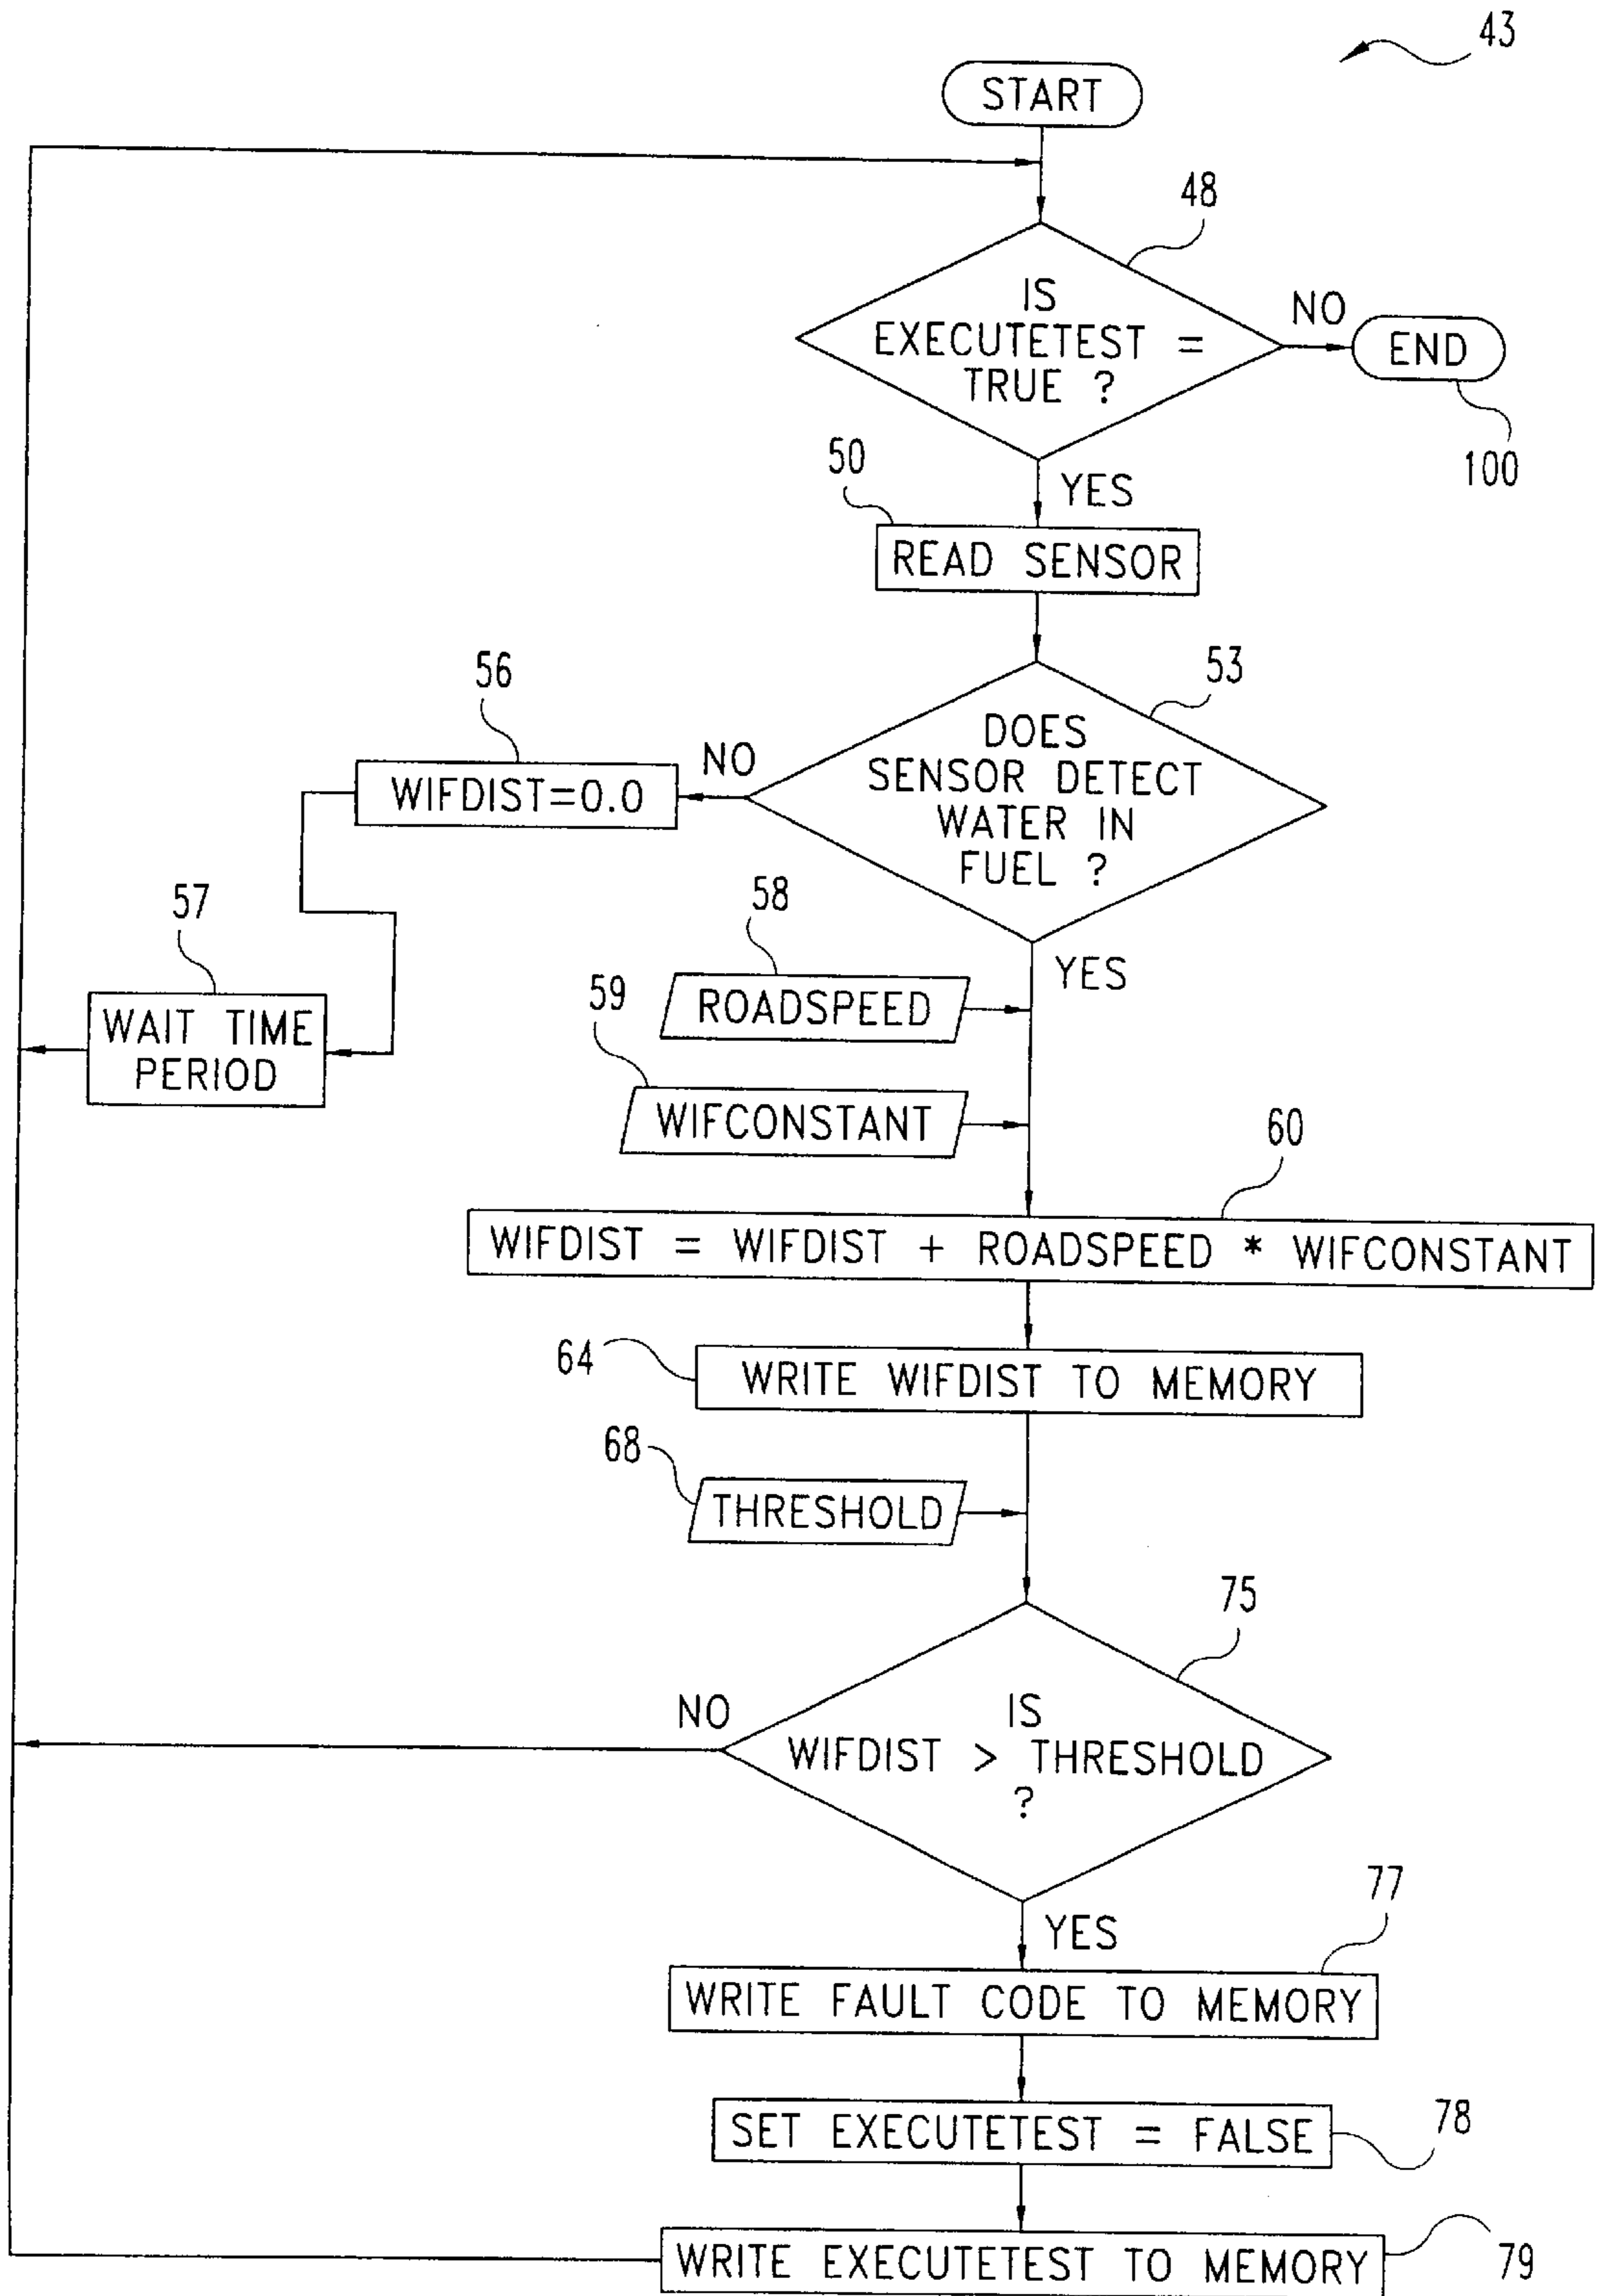 43
START
48
IS
EXECUTETEST =
TRUE ?
NO
END
100
YES
50
READ SENSOR
53
DOES
SENSOR DETECT
WATER IN
FUEL ?
NO
56
WIFDIST=0.0
57
WAIT TIME
PERIOD
YES
58
ROADSPEED
59
WIFCONSTANT
60
WIFDIST = WIFDIST + ROADSPEED * WIFCONSTANT
64
WRITE WIFDIST TO MEMORY
68
THRESHOLD
75
IS
WIFDIST > THRESHOLD
?
NO
YES
77
WRITE FAULT CODE TO MEMORY
SET EXECUTETEST = FALSE
78
WRITE EXECUTETEST TO MEMORY
79